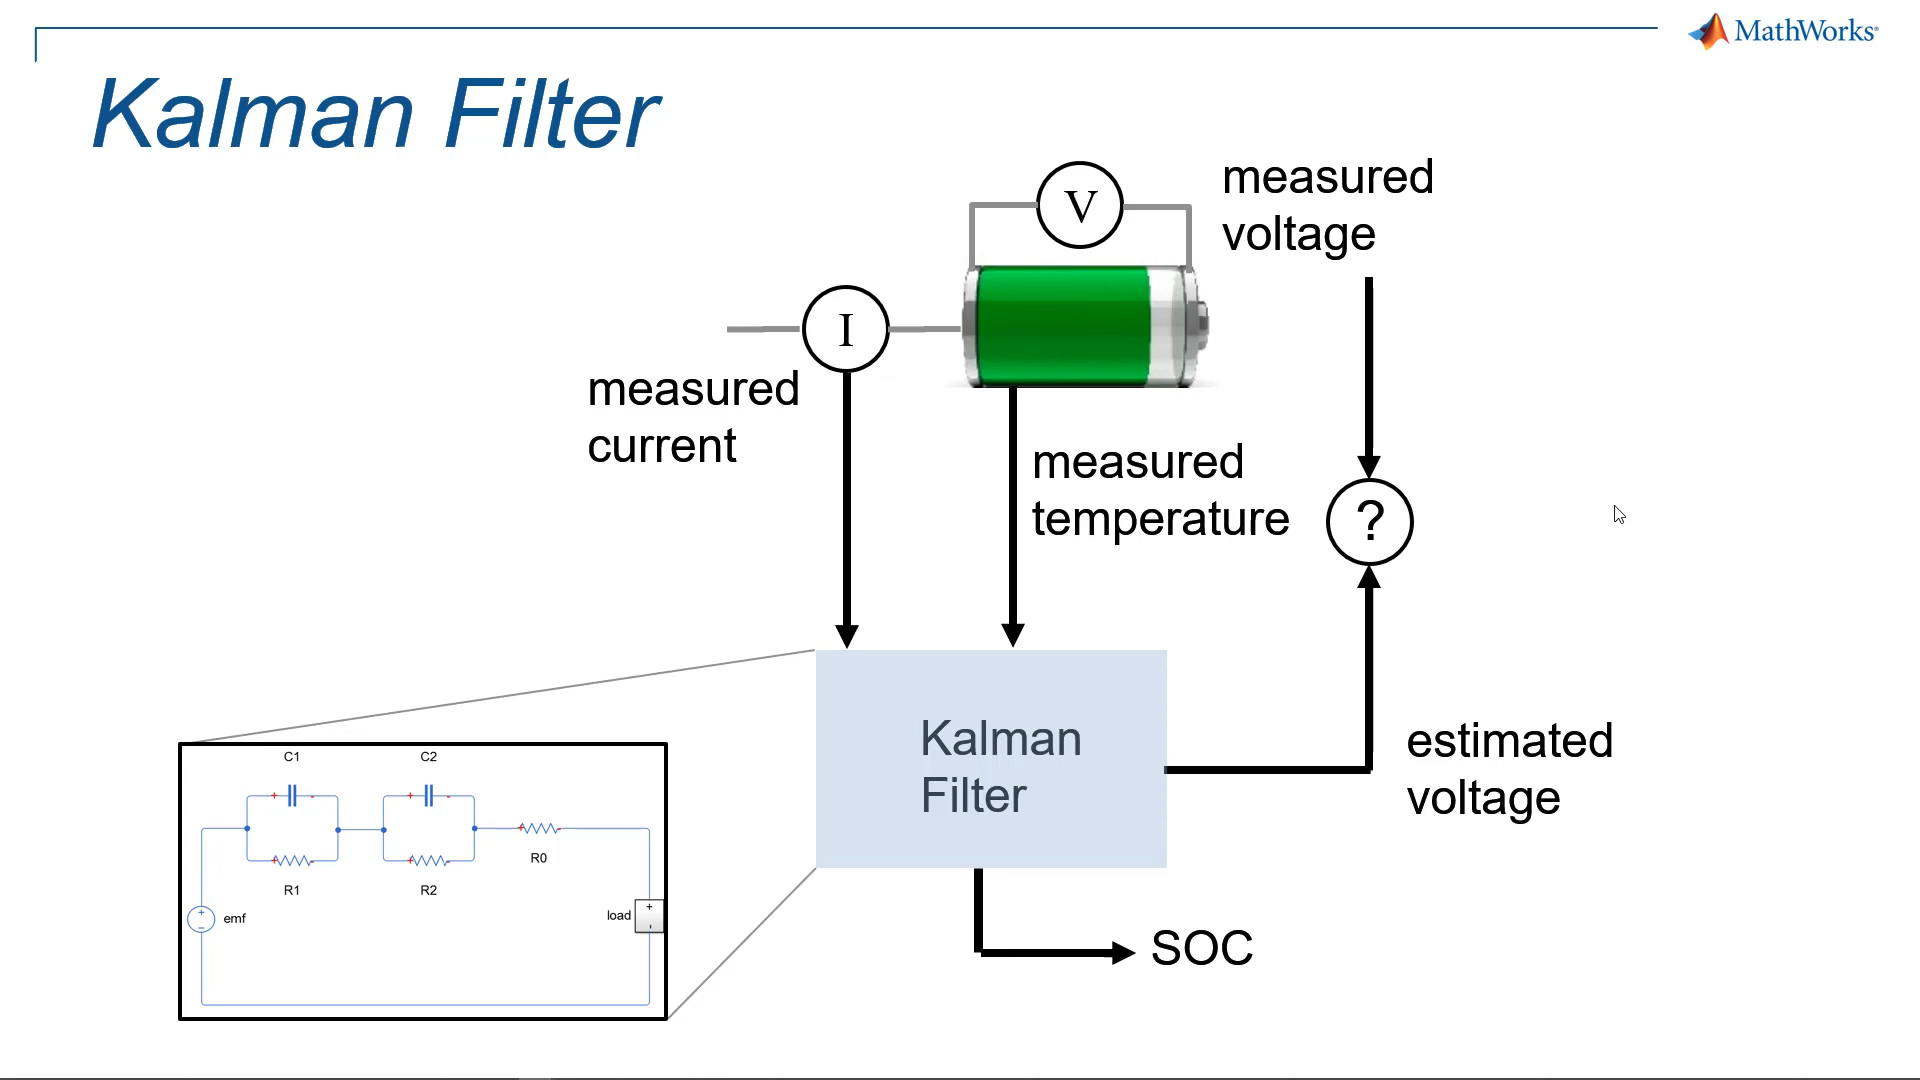 MathWorks®
Kalman Filter
V
measured
voltage
I
measured
current
measured
temperature
?
Kalman
Filter
estimated
voltage
C1
C2
+ -
+ -
+ -
+ -
+ -
R0
R1
R2
+
−
emf
load
+
-
SOC